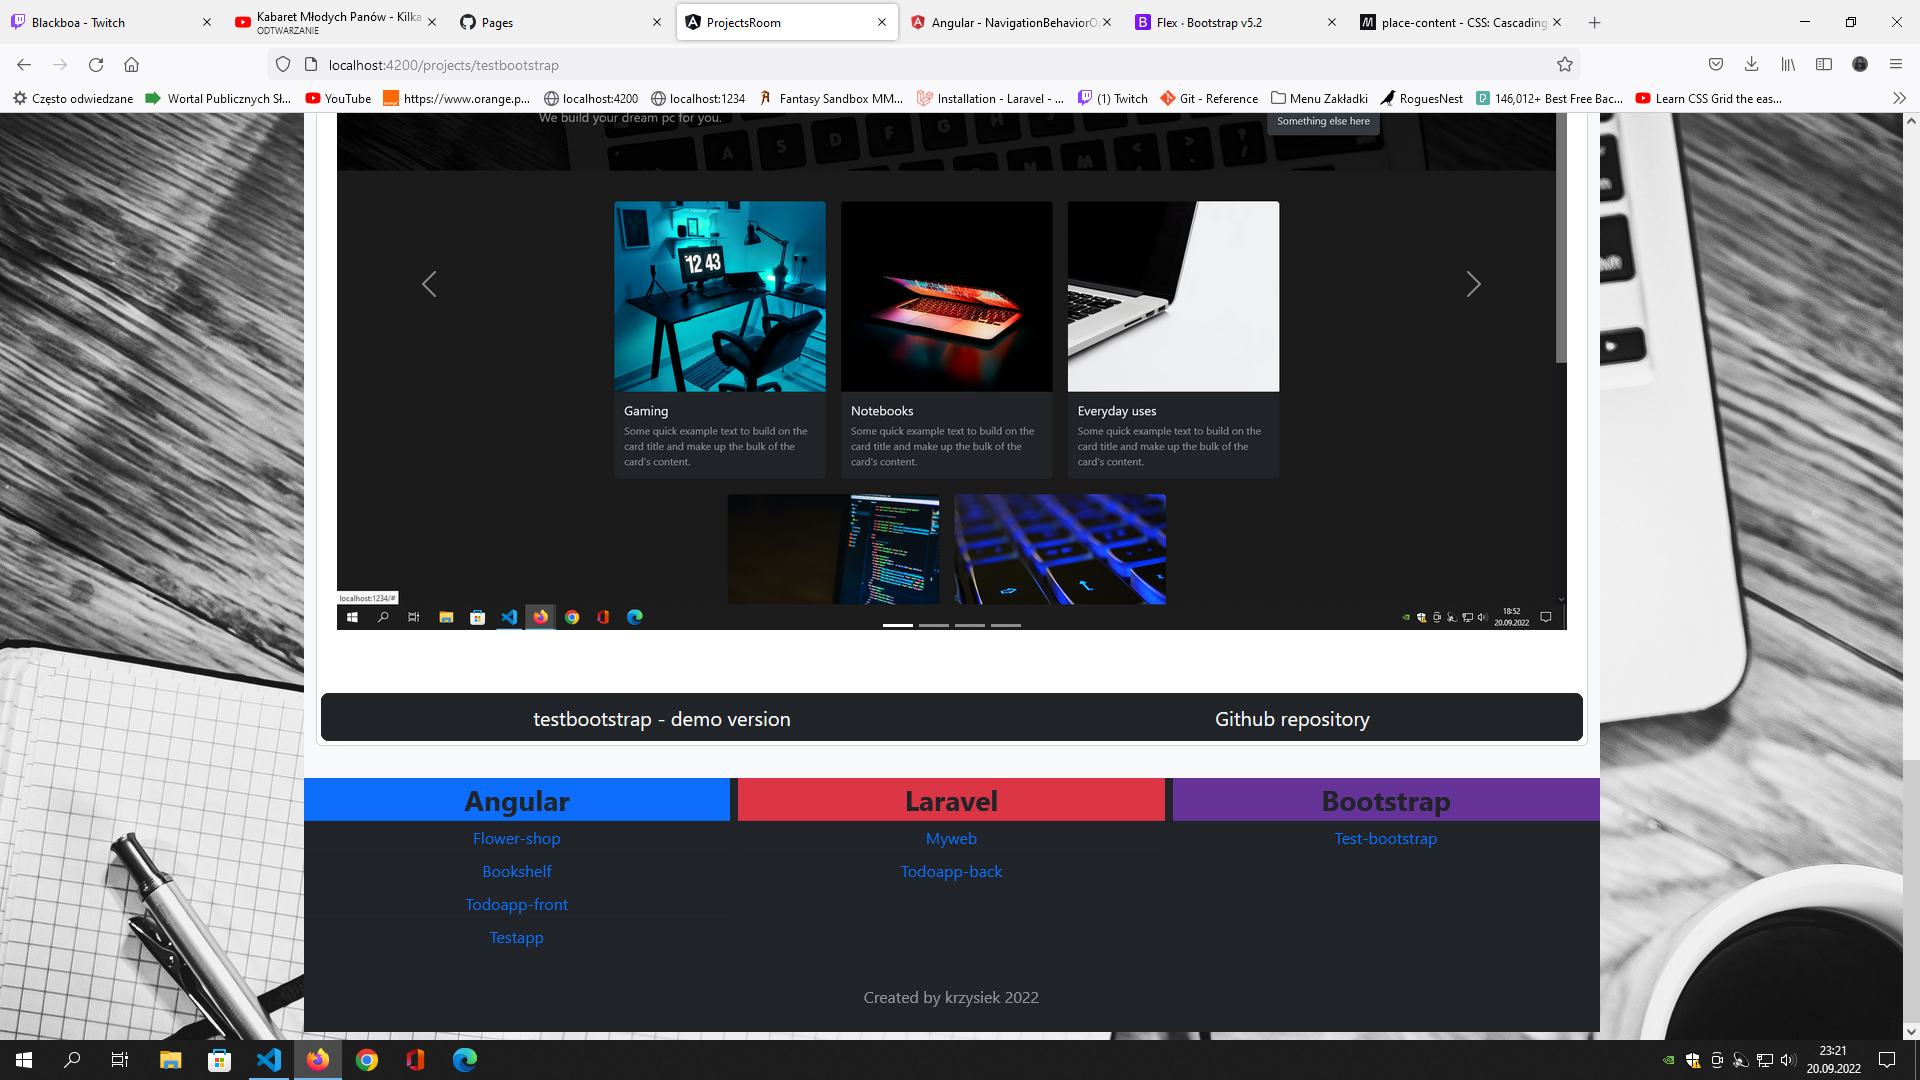 Blackboa - Twitch
Kabaret Młodych Panów - Kilka
ODTWARZANIE
Pages
ProjectsRoom
Angular - NavigationBehaviorOp
Flex · Bootstrap v5.2
place-content - CSS: Cascading
localhost:4200/projects/testbootstrap
Często odwiedzane
Wortal Publicznych Sł...
YouTube
https://www.orange.p...
localhost:4200
localhost:1234
Fantasy Sandbox MM...
Installation - Laravel - ...
(1) Twitch
Git - Reference
Menu Zakładki
RoguesNest
146,012+ Best Free Bac...
Learn CSS Grid the eas...
We build your dream pc for you.
Something else here
12 43
Gaming
Some quick example text to build on the
card title and make up the bulk of the
card's content.
Notebooks
Some quick example text to build on the
card title and make up the bulk of the
card's content.
Everyday uses
Some quick example text to build on the
card title and make up the bulk of the
card's content.
localhost:1234/#
18:52
20.09.2022
testbootstrap - demo version
Github repository
Angular
Flower-shop
Bookshelf
Todoapp-front
Testapp
Laravel
Myweb
Todoapp-back
Bootstrap
Test-bootstrap
Created by krzysiek 2022
23:21
20.09.2022